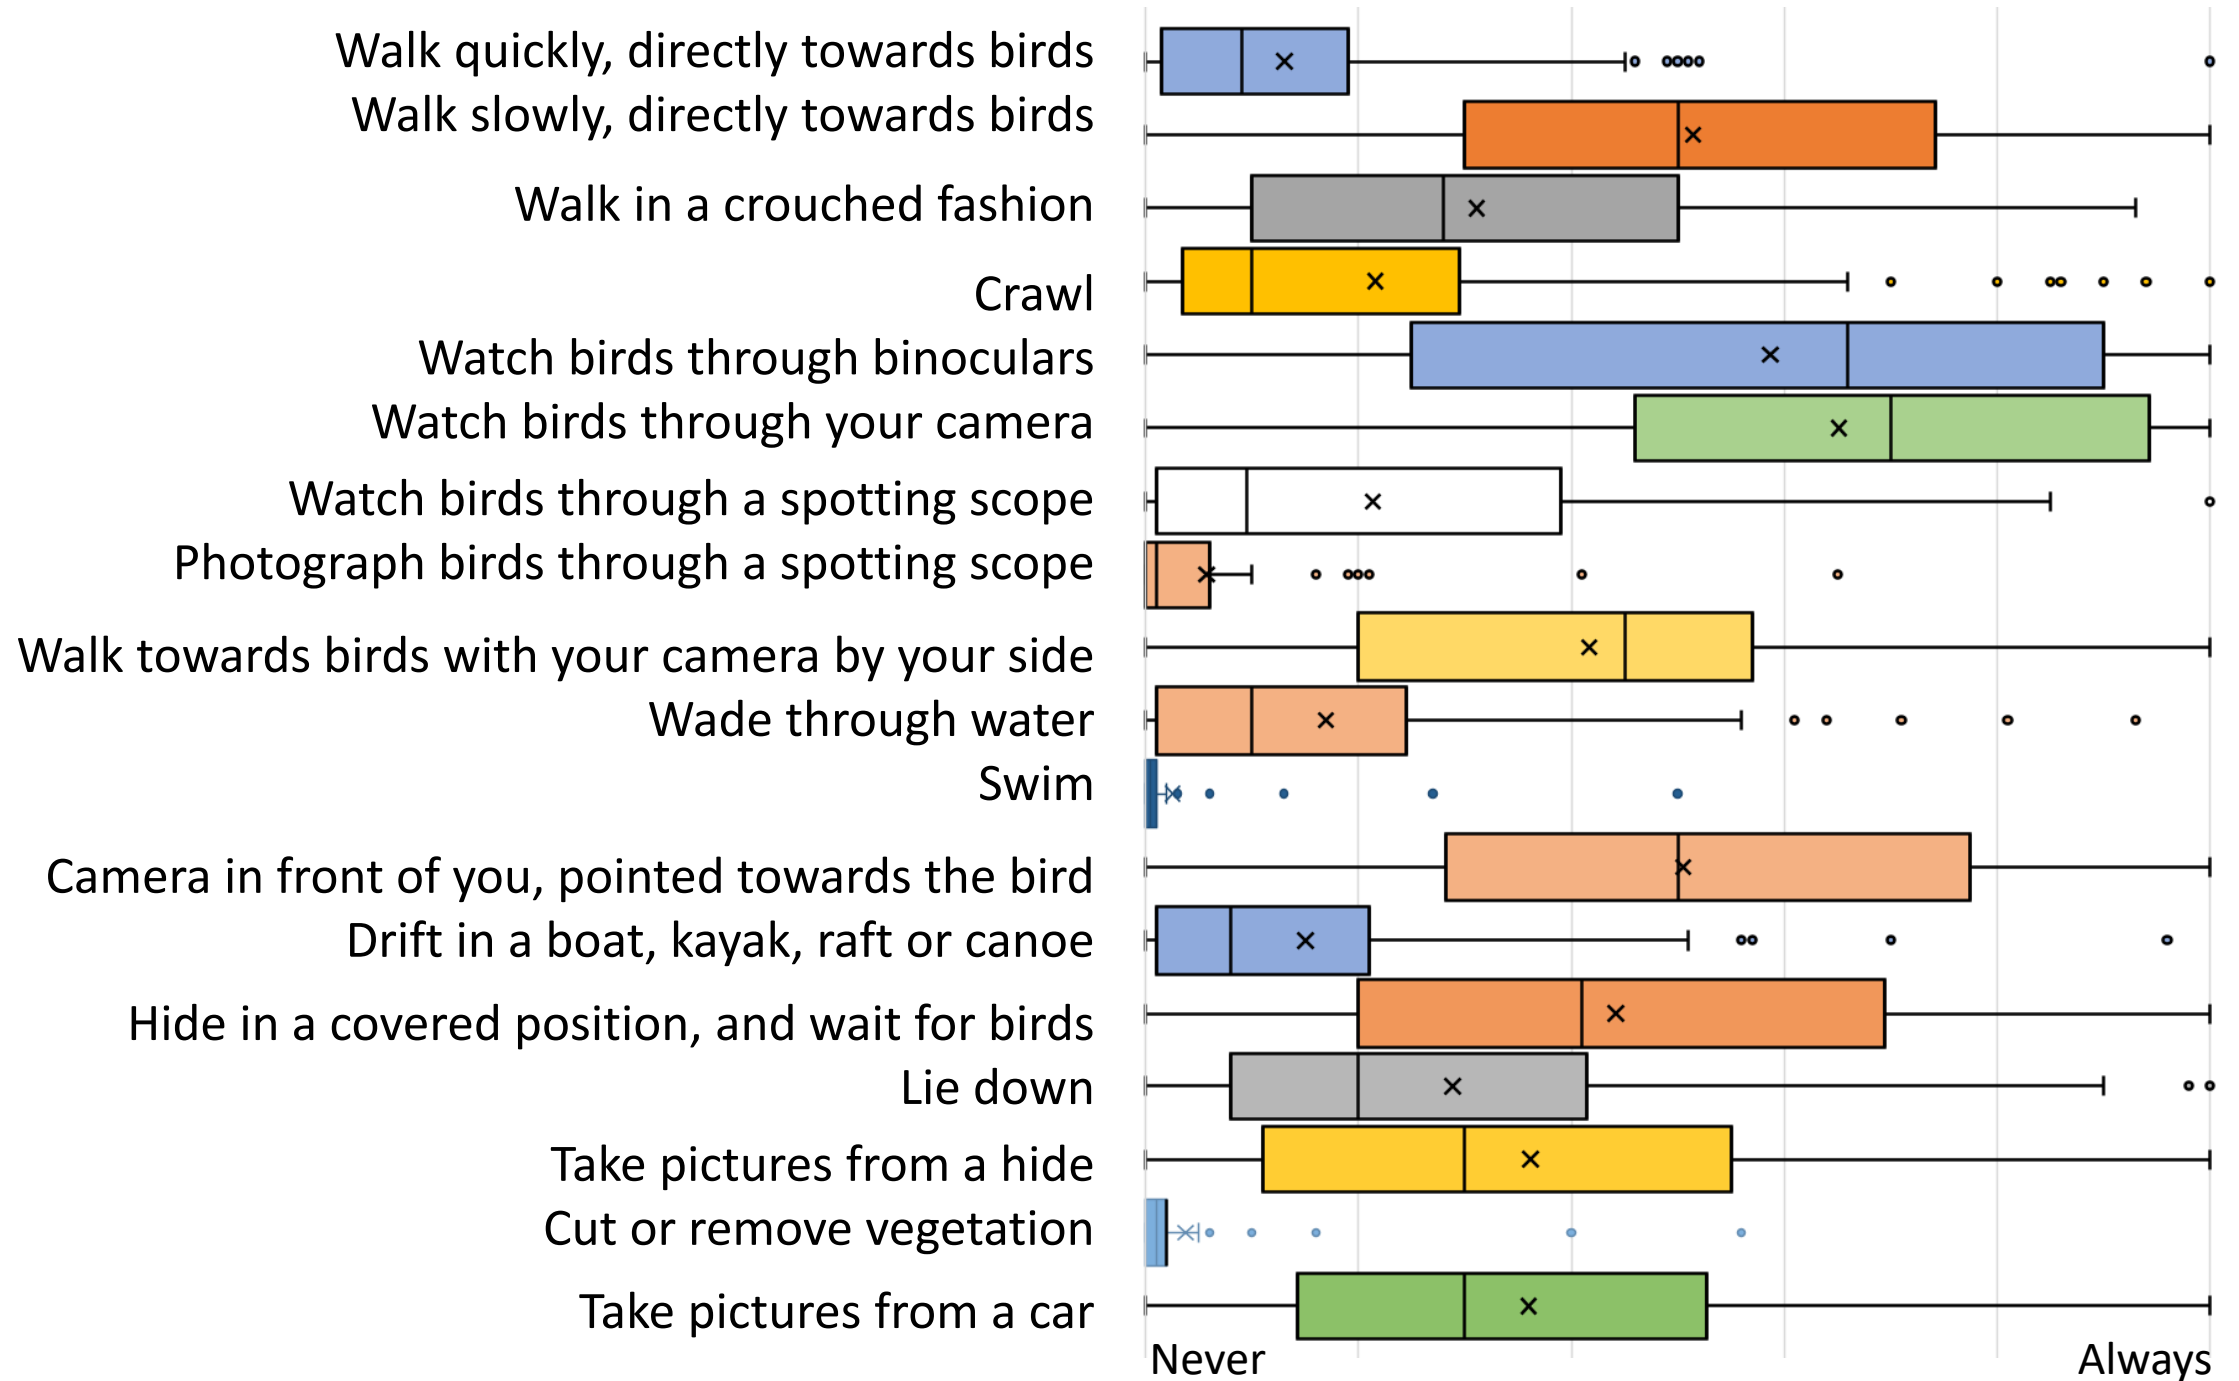 Walk quickly, directly towards birds
Walk slowly, directly towards birds
Walk in a crouched fashion
Crawl
Watch birds through binoculars
Watch birds through your camera
Watch birds through a spotting scope
Photograph birds through a spotting scope
Walk towards birds with your camera by your side
Wade through water
Swim
Camera in front of you, pointed towards the bird
Drift in a boat, kayak, raft or canoe
Hide in a covered position, and wait for birds
Lie down
Take pictures from a hide
Cut or remove vegetation
Take pictures from a car
Never Always